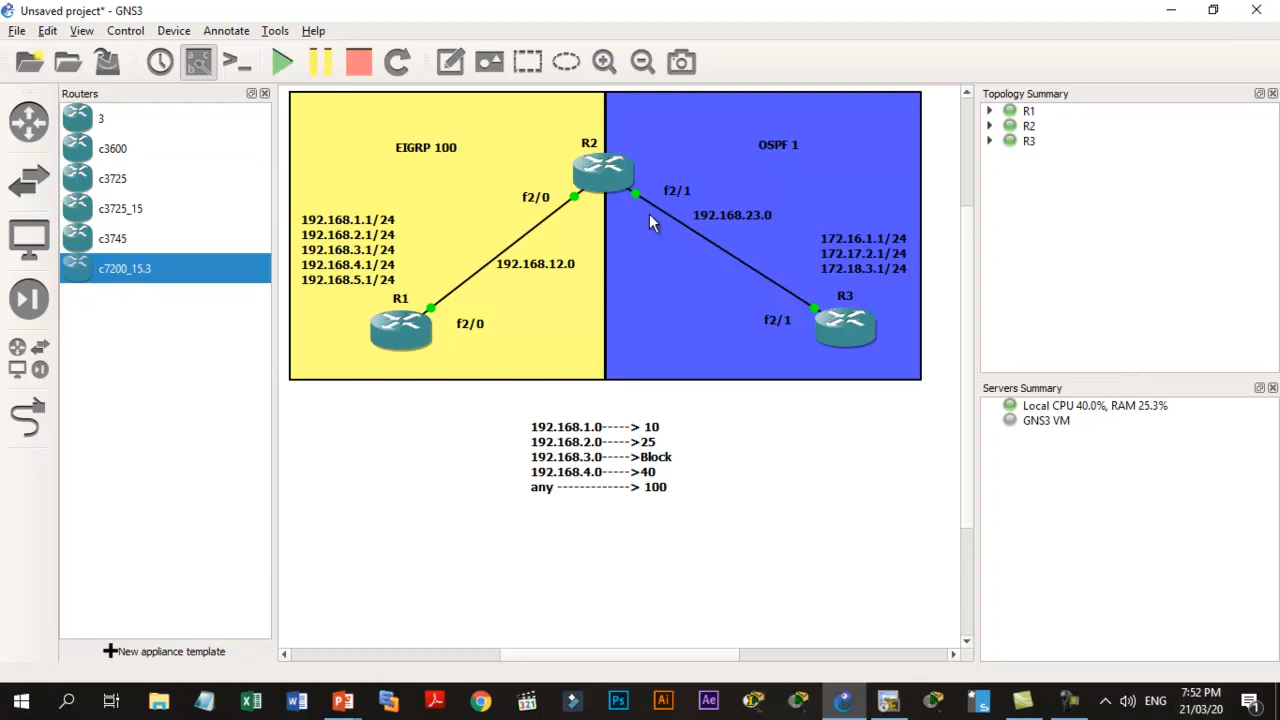 Unsaved project* - GNS3
File Edit View Control Device Annotate Tools Help
Routers
3
c3600
c3725
c3725_15
c3745
c7200_15.3
New appliance template
EIGRP 100
R2
OSPF 1
f2/0
f2/1
192.168.23.0
192.168.1.1/24
192.168.2.1/24
192.168.3.1/24
192.168.4.1/24
192.168.5.1/24
192.168.12.0
172.16.1.1/24
172.17.2.1/24
172.18.3.1/24
R1
f2/0
R3
f2/1
192.168.1.0-----> 10
192.168.2.0----->25
192.168.3.0----->Block
192.168.4.0----->40
any -------------> 100
Topology Summary
R1
R2
R3
Servers Summary
Local CPU 40.0%, RAM 25.3%
GNS3 VM
Ps
Ai
Ae
ENG
7:52 PM
21/03/20
1